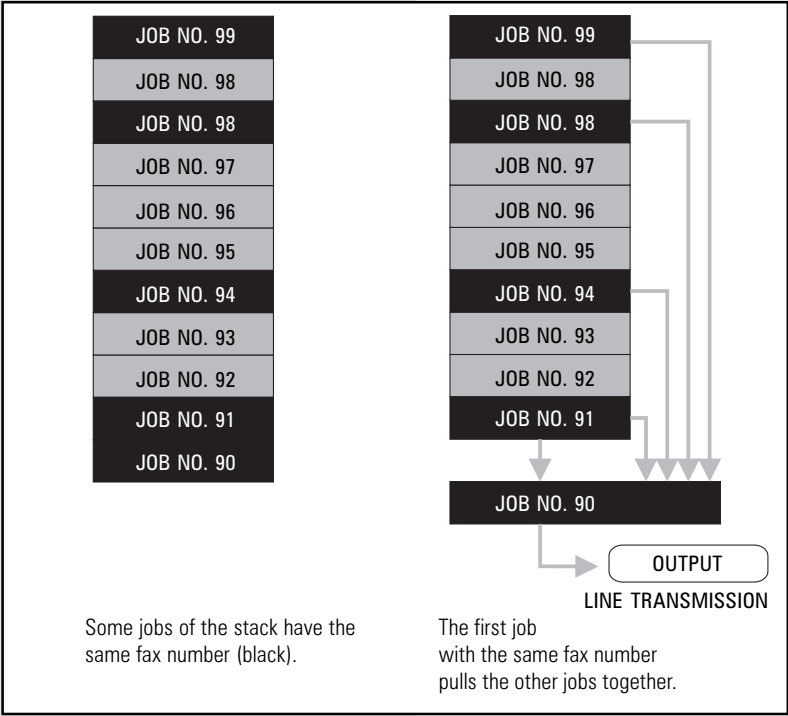 JOB NO. 99
JOB NO. 98
JOB NO. 98
JOB NO. 97
JOB NO. 96
JOB NO. 95
JOB NO. 94
JOB NO. 93
JOB NO. 92
JOB NO. 91
JOB NO. 90
Some jobs of the stack have the
same fax number (black).
JOB NO. 99
JOB NO. 98
JOB NO. 98
JOB NO. 97
JOB NO. 96
JOB NO. 95
JOB NO. 94
JOB NO. 93
JOB NO. 92
JOB NO. 91
JOB NO. 90
OUTPUT
LINE TRANSMISSION
The first job
with the same fax number
pulls the other jobs together.